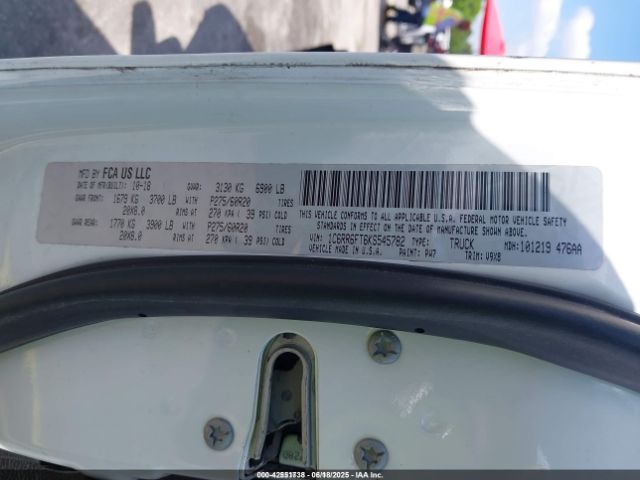 MFD BY FCA US LLC
DATE OF MFR(BUILT): 10-18 GVWR: 3130 KG 6900 LB
GAWR FRONT: 1679 KG 3700 LB P275/60R20 TIRES
20X8.0 RIMS AT 270 KPA ( 39 PSI) COLD
GAWR REAR: 1770 KG 3900 LB P275/60R20 TIRES
20X8.0 RIMS AT 270 KPA ( 39 PSI) COLD
THIS VEHICLE CONFORMS TO ALL APPLICABLE U.S.A. FEDERAL MOTOR VEHICLE SAFETY
STANDARDS IN EFFECT ON THE DATE OF MANUFACTURE SHOWN ABOVE.
VIN: 1C6RR6FT6KS545782 TYPE: TRUCK MDH: 101219 476AA
VEHICLE MADE IN U.S.A. PAINT: PW7 TRIM: V9X8
000-42551738 - 06/18/2025 - IAAI.COM